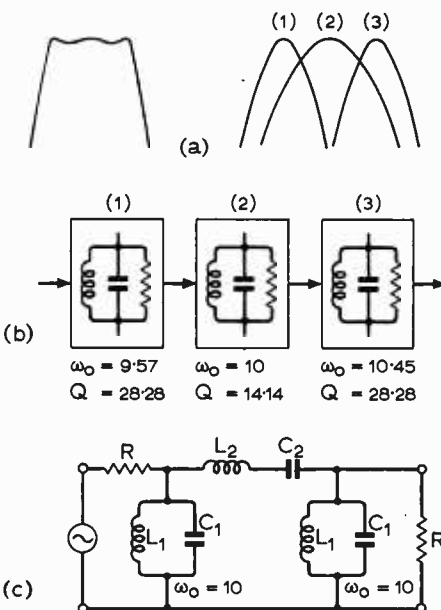 (1) (2) (3)
(a)
(1) (2) (3)
(b)
ω₀ = 9·57 ω₀ = 10 ω₀ = 10·45
Q = 28·28 Q = 14·14 Q = 28·28
R L₂ C₂
L₁ C₁ L₁ C₁ R
(c) ω₀ = 10 ω₀ = 10